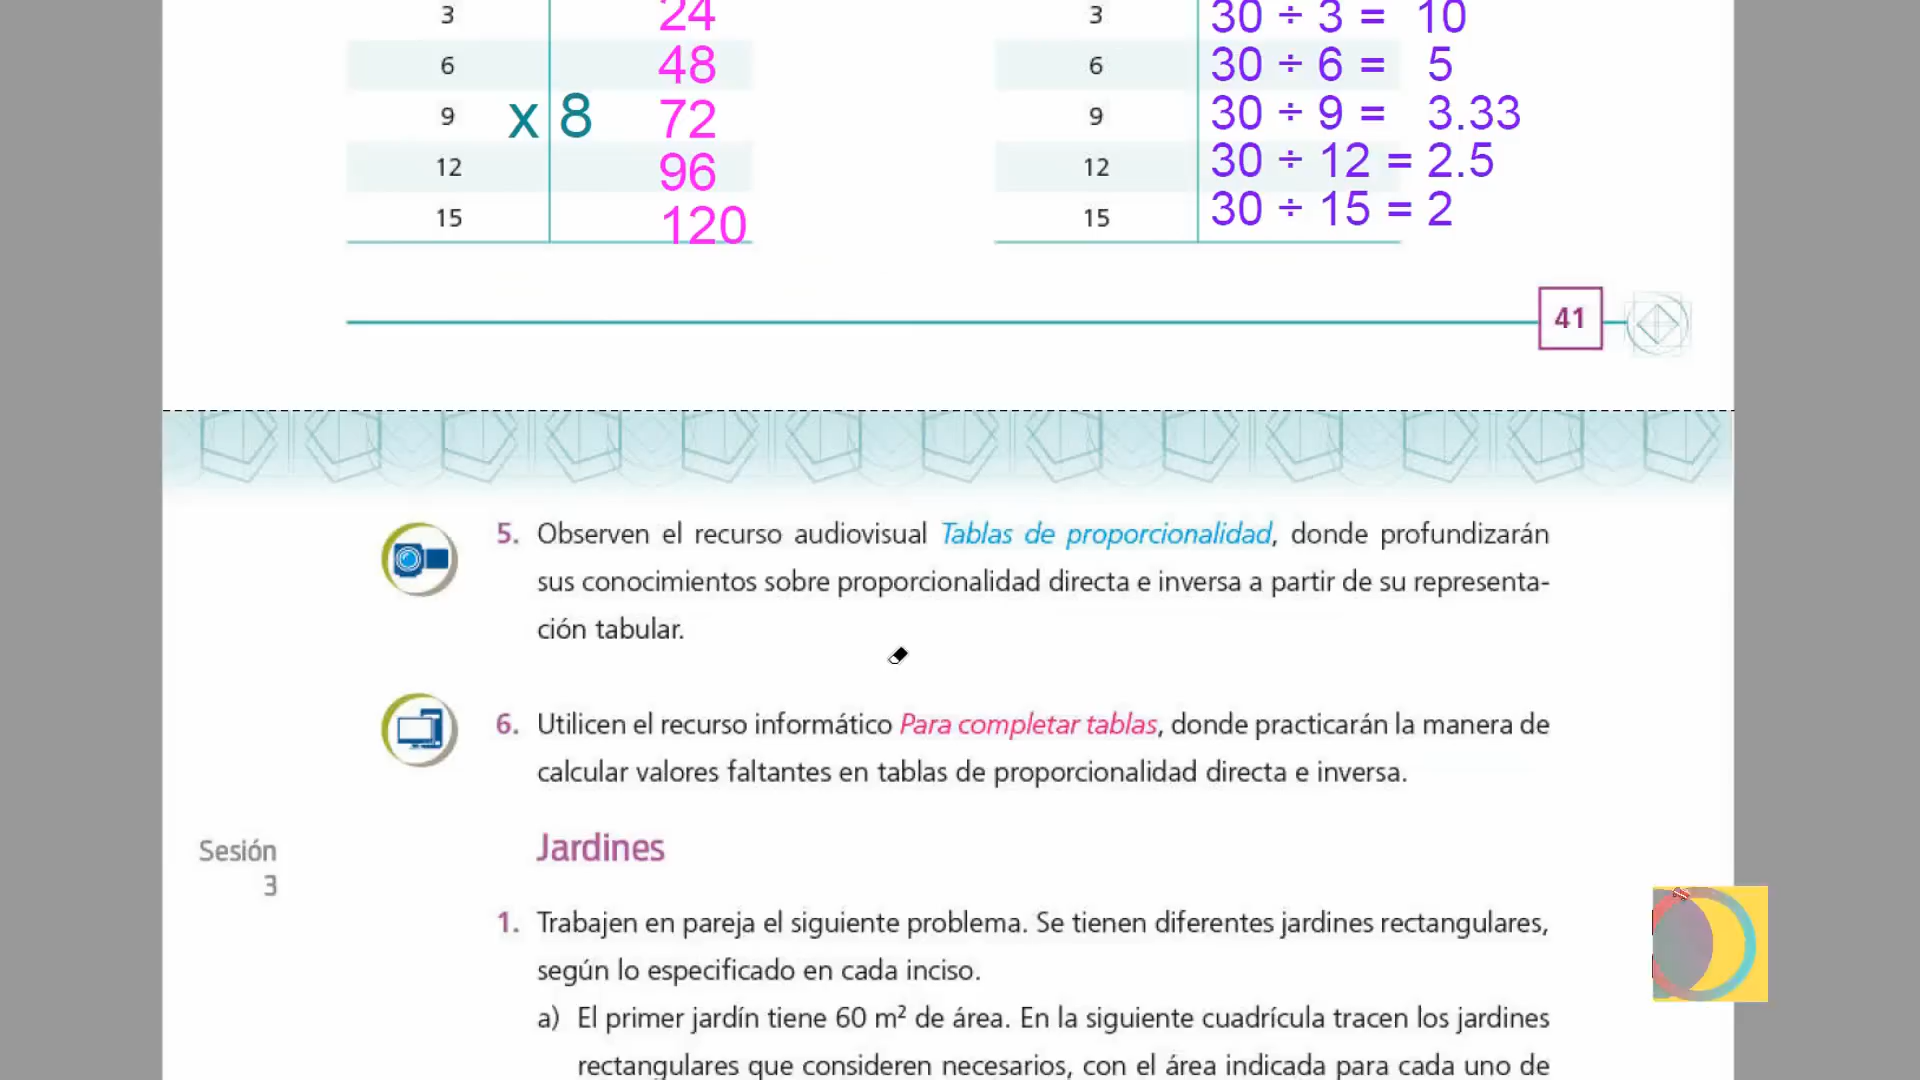 3 24
6 48
9 x 8 72
12 96
15 120
3 30 ÷ 3 = 10
6 30 ÷ 6 = 5
9 30 ÷ 9 = 3.33
12 30 ÷ 12 = 2.5
15 30 ÷ 15 = 2
41
5. Observen el recurso audiovisual Tablas de proporcionalidad, donde profundizarán
sus conocimientos sobre proporcionalidad directa e inversa a partir de su representa-
ción tabular.
6. Utilicen el recurso informático Para completar tablas, donde practicarán la manera de
calcular valores faltantes en tablas de proporcionalidad directa e inversa.
Sesión
3
Jardines
1. Trabajen en pareja el siguiente problema. Se tienen diferentes jardines rectangulares,
según lo especificado en cada inciso.
a) El primer jardín tiene 60 m² de área. En la siguiente cuadrícula tracen los jardines
rectangulares que consideren necesarios, con el área indicada para cada uno de